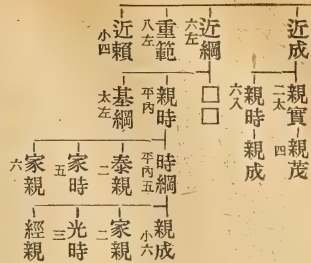 近成
近綱
六左
重範
八左
近賴
小四
親實
二太
親茂
四
親時
六入
親成
□□
親時
平内
基綱
太左
時綱
平内五
泰親
二
家時
五
家親
六
親成
小六
家親
二
光時
三
經親